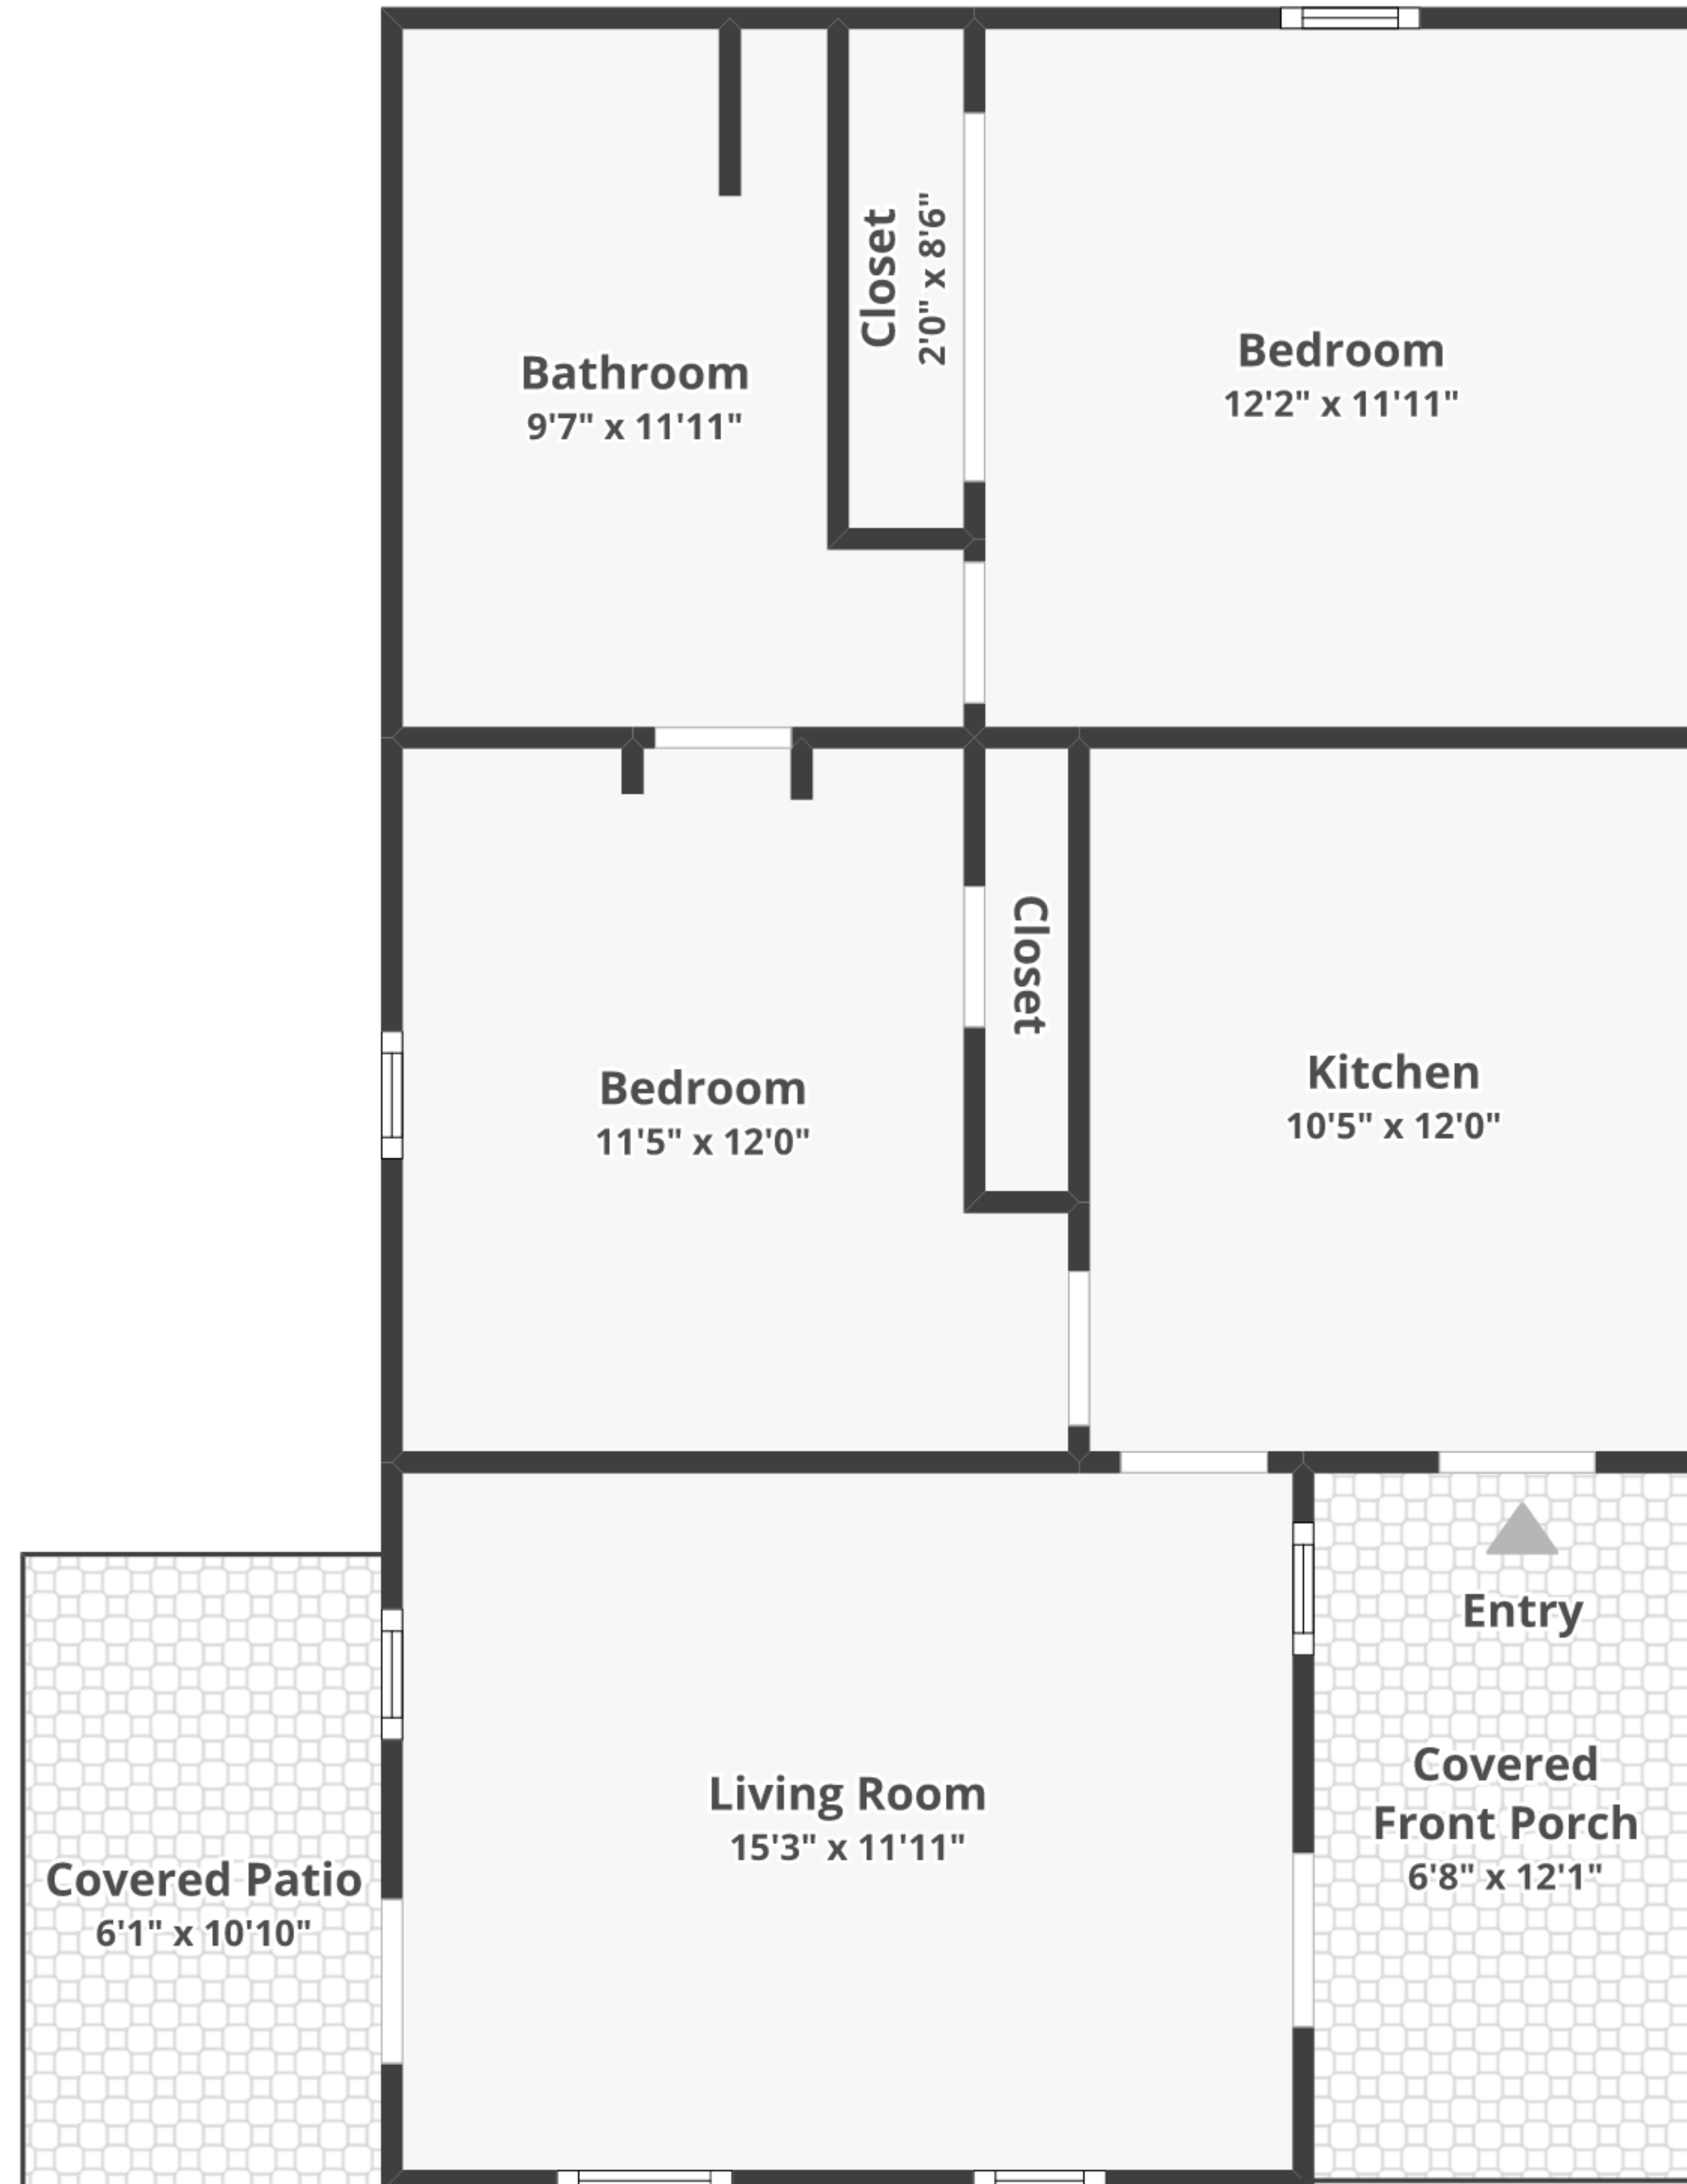 Closet
2'0" x 8'6"
Bedroom
12'2" x 11'11"
Bathroom
9'7" x 11'11"
Closet
Bedroom
11'5" x 12'0"
Kitchen
10'5" x 12'0"
Entry
Living Room
15'3" x 11'11"
Covered
Front Porch
6'8" x 12'1"
Covered Patio
6'1" x 10'10"